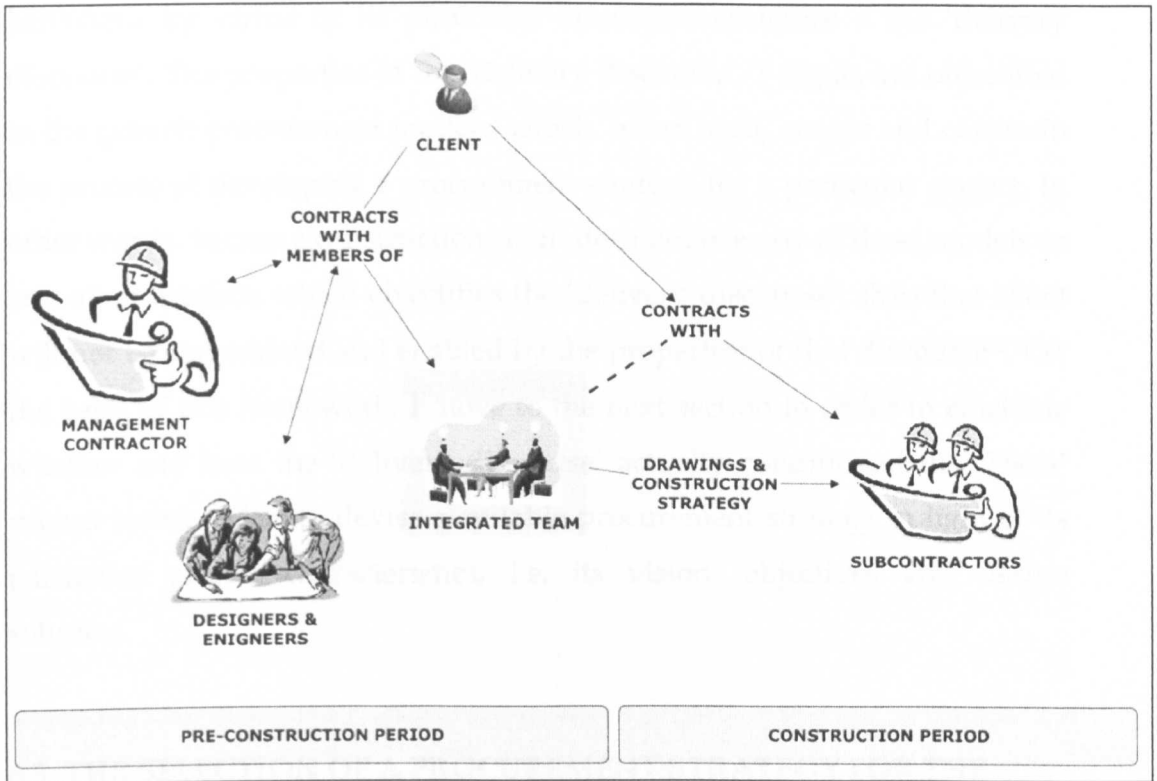 CLIENT
CONTRACTS
WITH
MEMBERS OF
CONTRACTS
WITH
MANAGEMENT
CONTRACTOR
DRAWINGS &
CONSTRUCTION
STRATEGY
INTEGRATED TEAM
SUBCONTRACTORS
DESIGNERS &
ENIGNEERS
PRE-CONSTRUCTION PERIOD
CONSTRUCTION PERIOD